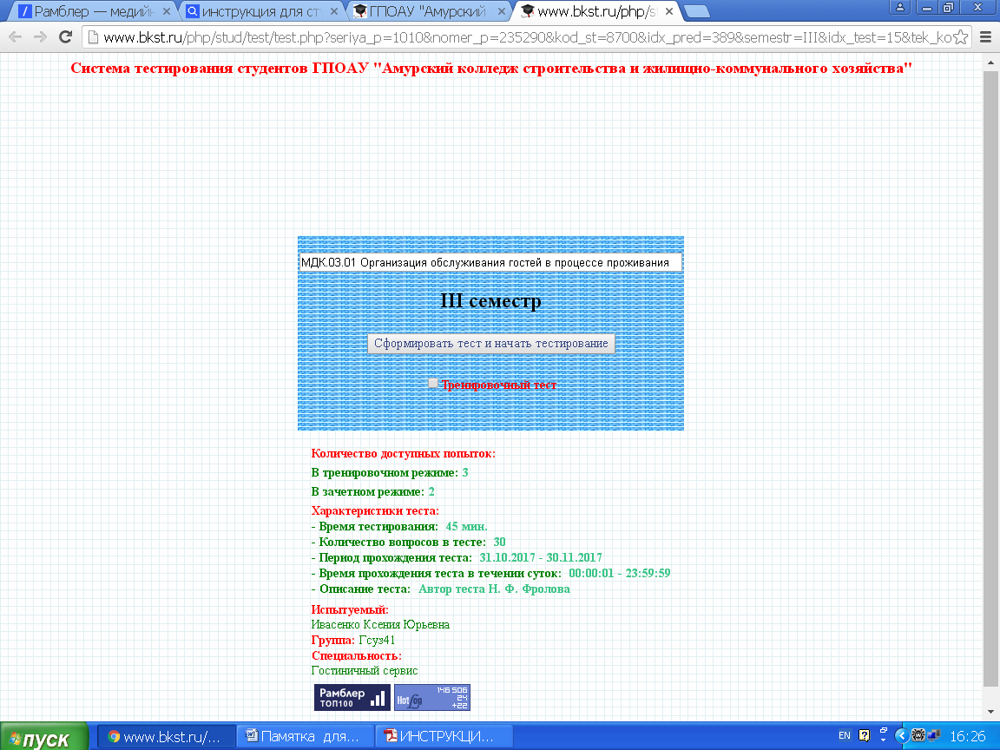 Рамблер — медийн
инструкция для ст
ГПОАУ "Амурский
www.bkst.ru/php/s
www.bkst.ru/php/stud/test/test.php?seriya_p=1010&nomer_p=235290&kod_st=8700&idx_pred=389&semestr=III&idx_test=15&tek_ko
Система тестирования студентов ГПОАУ "Амурский колледж строительства и жилищно-коммунального хозяйства"
МДК.03.01 Организация обслуживания гостей в процессе проживания
III семестр
Сформировать тест и начать тестирование
Тренировочный тест
Количество доступных попыток:
В тренировочном режиме: 3
В зачетном режиме: 2
Характеристики теста:
- Время тестирования: 45 мин.
- Количество вопросов в тесте: 30
- Период прохождения теста: 31.10.2017 - 30.11.2017
- Время прохождения теста в течении суток: 00:00:01 - 23:59:59
- Описание теста: Автор теста Н. Ф. Фролова
Испытуемый:
Ивасенко Ксения Юрьевна
Группа: Гсуз41
Специальность:
Гостиничный сервис
Рамблер
ТОП100
HotLog
146 506
24
+22
пуск
www.bkst.ru/...
Памятка для...
ИНСТРУКЦИ...
EN
16:26